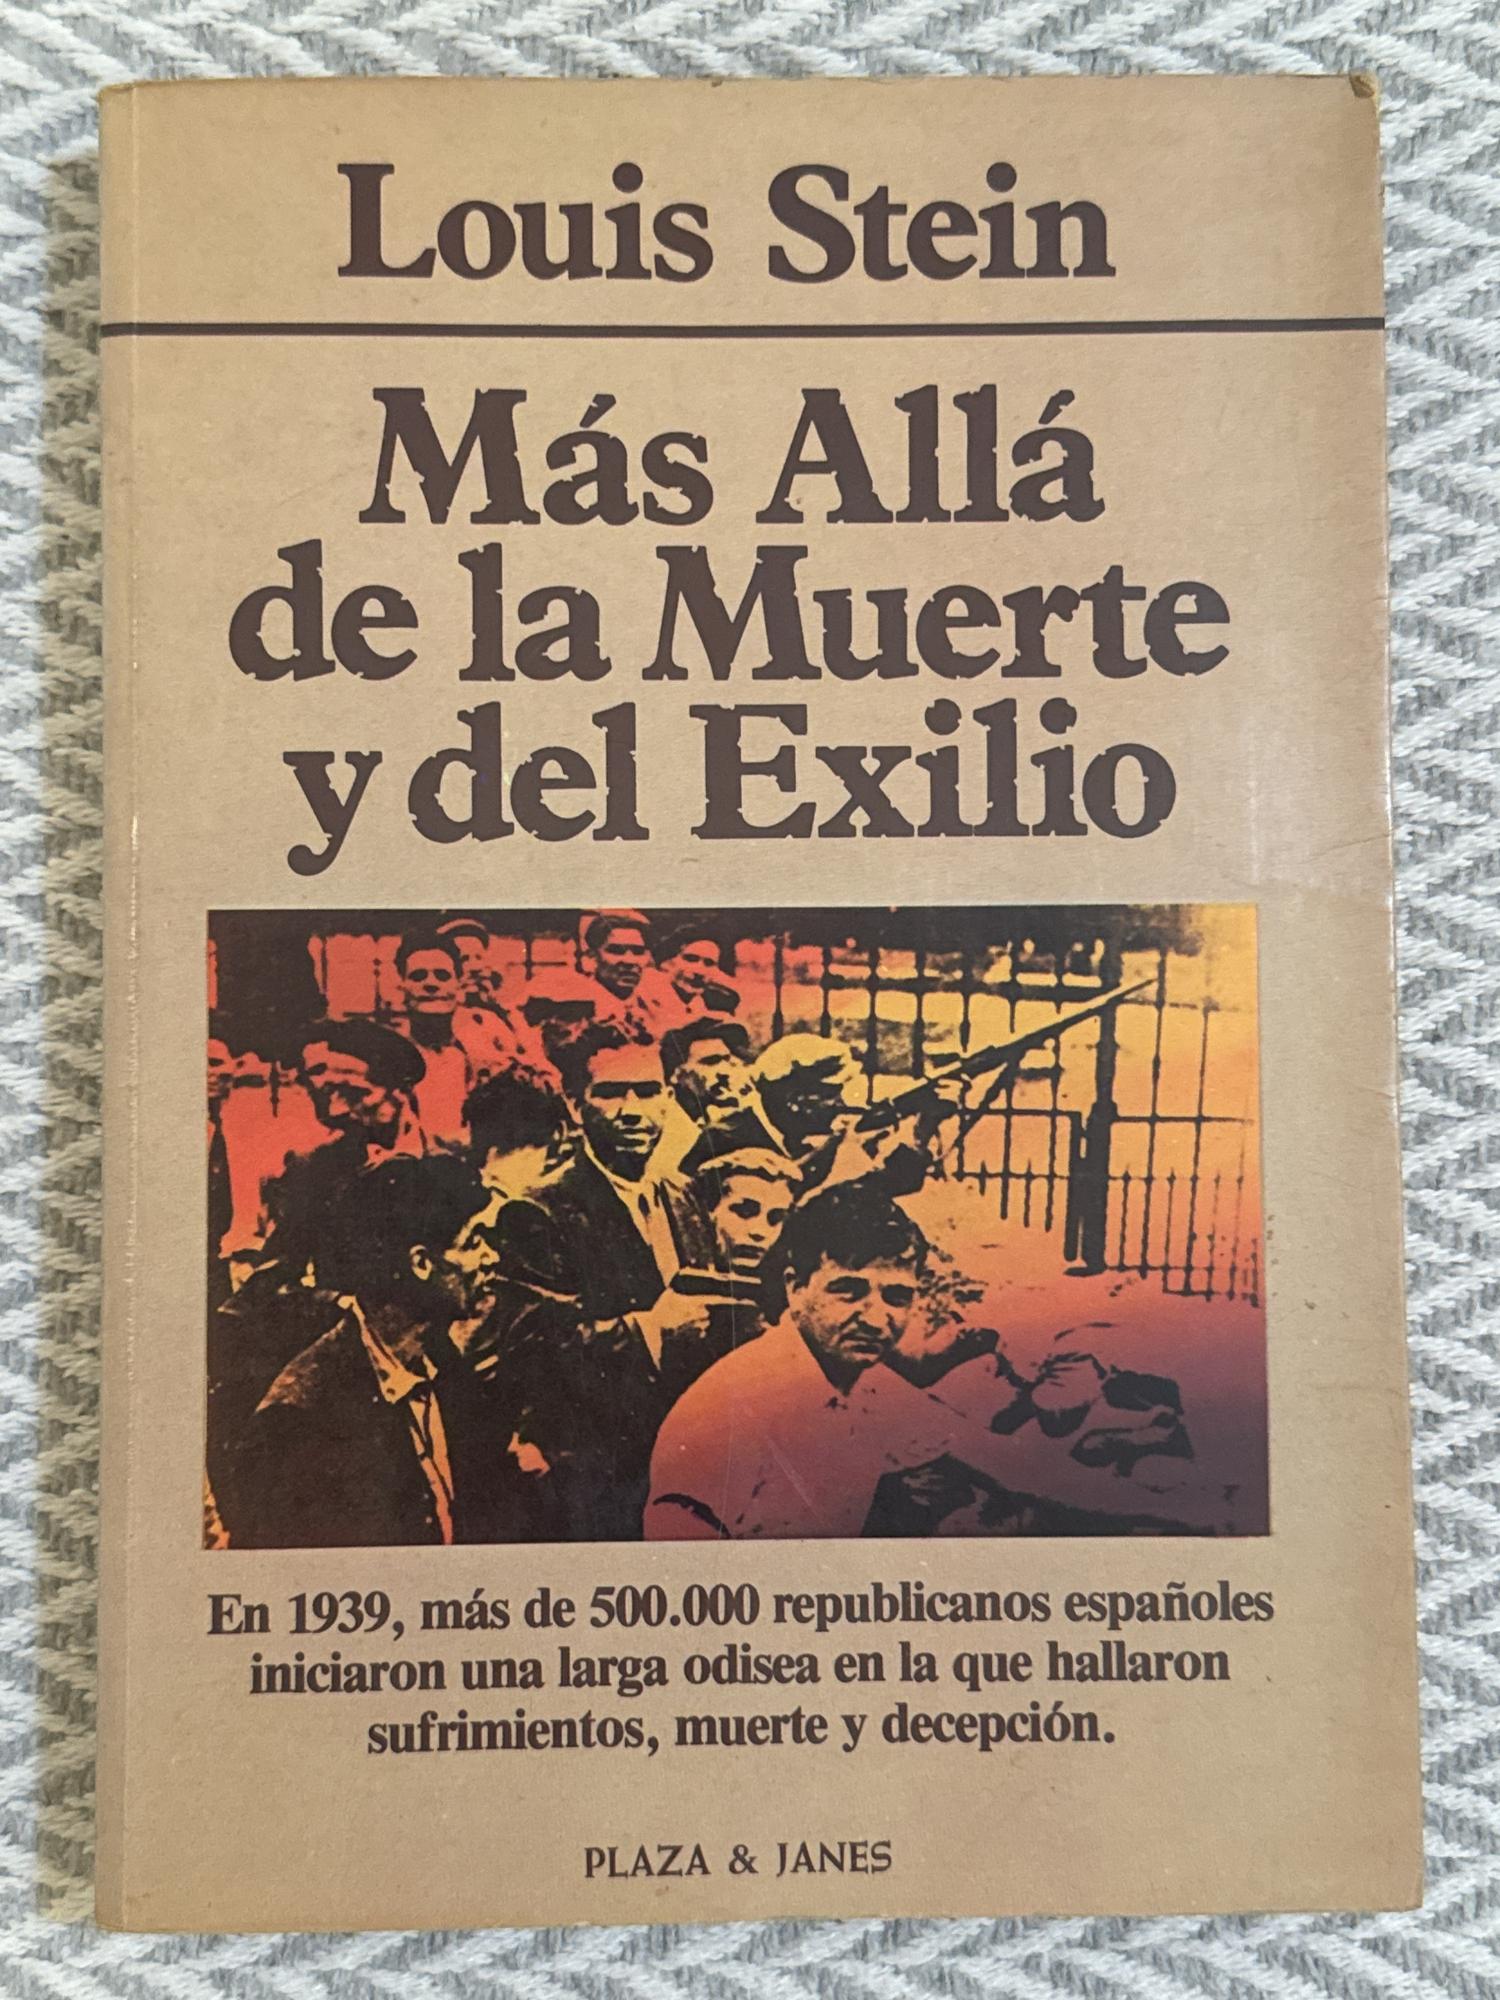 Louis Stein
Más Allá
de la Muerte
y del Exilio
En 1939, más de 500.000 republicanos españoles
iniciaron una larga odisea en la que hallaron
sufrimientos, muerte y decepción.
PLAZA & JANES